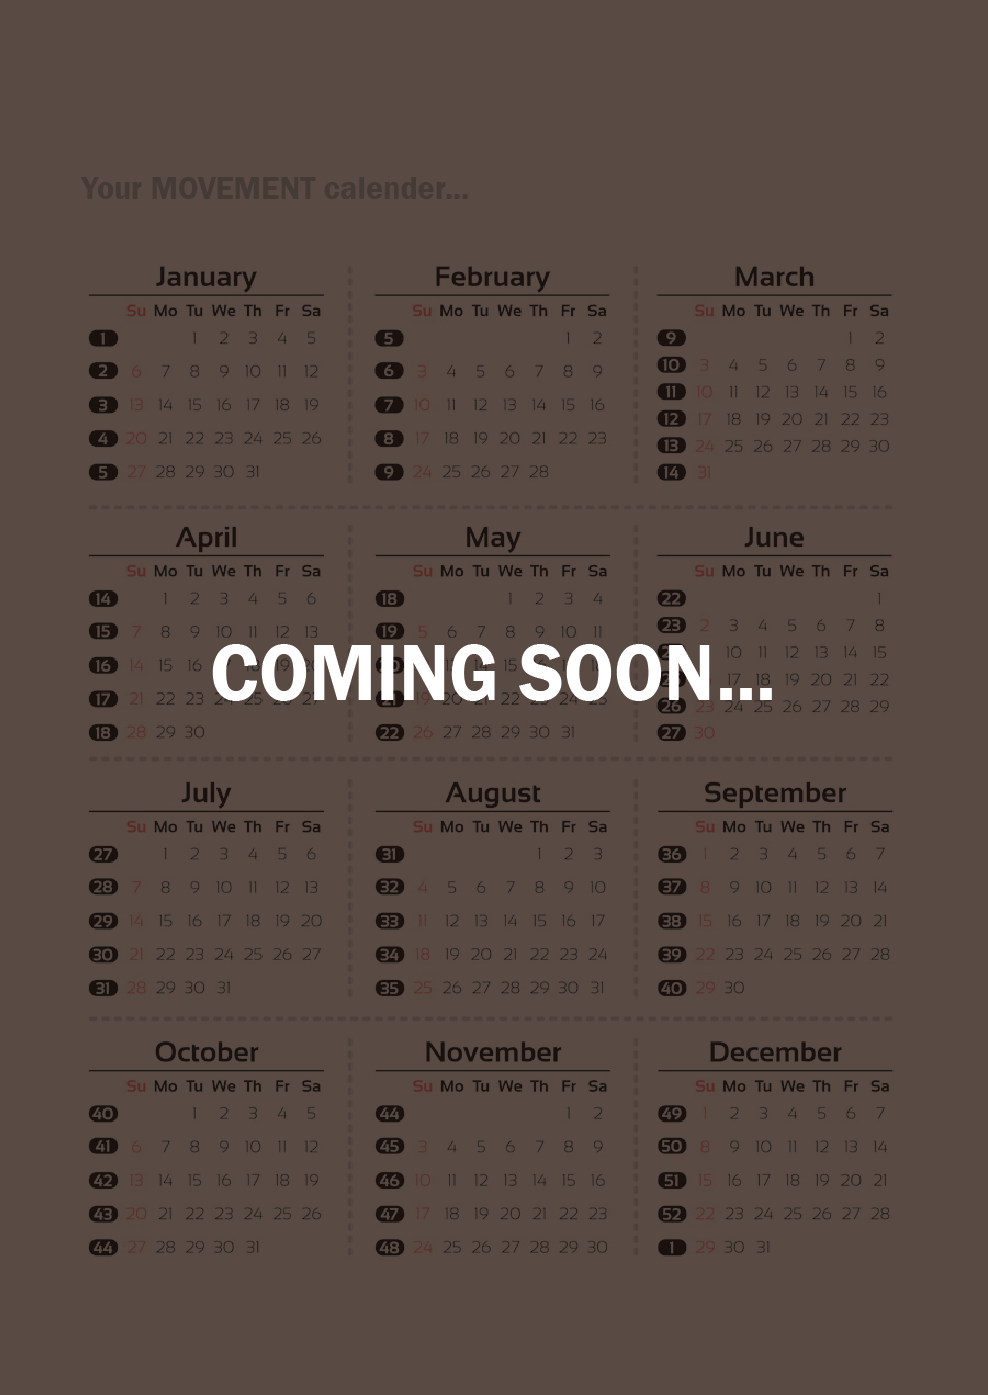 Your MOVEMENT calender...
January February March
Su Mo Tu We Th Fr Sa Su Mo Tu We Th Fr Sa Su Mo Tu We Th Fr Sa
1 1 2 3 4 5 5 1 2 9 1 2
2 6 7 8 9 10 11 12 6 3 4 5 6 7 8 9 10 3 4 5 6 7 8 9
3 13 14 15 16 17 18 19 7 10 11 12 13 14 15 16 11 10 11 12 13 14 15 16
4 20 21 22 23 24 25 26 8 17 18 19 20 21 22 23 12 17 18 19 20 21 22 23
13 24 25 26 27 28 29 30
5 27 28 29 30 31 9 24 25 26 27 28 14 31
April May June
Su Mo Tu We Th Fr Sa Su Mo Tu We Th Fr Sa Su Mo Tu We Th Fr Sa
14 1 2 3 4 5 6 18 1 2 3 4 22 1
15 7 8 9 10 11 12 13 19 5 6 7 8 9 10 11 23 2 3 4 5 6 7 8
16 14 15 16 10 11 12 13 14 15
COMING SOON...
17 18 19 20 21 22
17 21 22 23 24 25 26 27 21 19 20 21 22 23 24 25 26 23 24 25 26 27 28 29
18 28 29 30 22 26 27 28 29 30 31 27 30
July August September
Su Mo Tu We Th Fr Sa Su Mo Tu We Th Fr Sa Su Mo Tu We Th Fr Sa
27 1 2 3 4 5 6 31 1 2 3 36 1 2 3 4 5 6 7
28 7 8 9 10 11 12 13 32 4 5 6 7 8 9 10 37 8 9 10 11 12 13 14
29 14 15 16 17 18 19 20 33 11 12 13 14 15 16 17 38 15 16 17 18 19 20 21
30 21 22 23 24 25 26 27 34 18 19 20 21 22 23 24 39 22 23 24 25 26 27 28
31 28 29 30 31 35 25 26 27 28 29 30 31 40 29 30
October November December
Su Mo Tu We Th Fr Sa Su Mo Tu We Th Fr Sa Su Mo Tu We Th Fr Sa
40 1 2 3 4 5 44 1 2 49 1 2 3 4 5 6 7
41 6 7 8 9 10 11 12 45 3 4 5 6 7 8 9 50 8 9 10 11 12 13 14
42 13 14 15 16 17 18 19 46 10 11 12 13 14 15 16 51 15 16 17 18 19 20 21
43 20 21 22 23 24 25 26 47 17 18 19 20 21 22 23 52 22 23 24 25 26 27 28
44 27 28 29 30 31 48 24 25 26 27 28 29 30 1 29 30 31